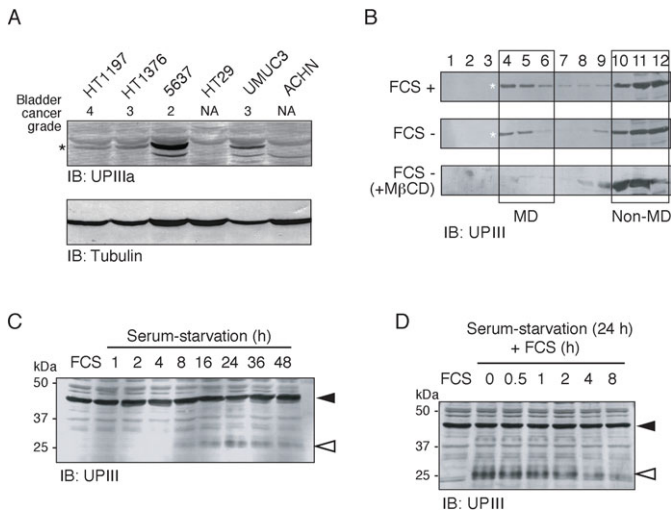 A
HT1197 HT1376 5637 HT29 UMUC3 ACHN
Bladder
cancer
grade
4 3 2 NA 3 NA
*
IB: UPIIIa
IB: Tubulin
B
1 2 3 4 5 6 7 8 9 10 11 12
FCS +
*
FCS -
*
FCS -
(+MβCD)
MD Non-MD
IB: UPIII
C
Serum-starvation (h)
kDa FCS 1 2 4 8 16 24 36 48
50
37
25
IB: UPIII
D
Serum-starvation (24 h)
+ FCS (h)
kDa FCS 0 0.5 1 2 4 8
50
37
25
IB: UPIII